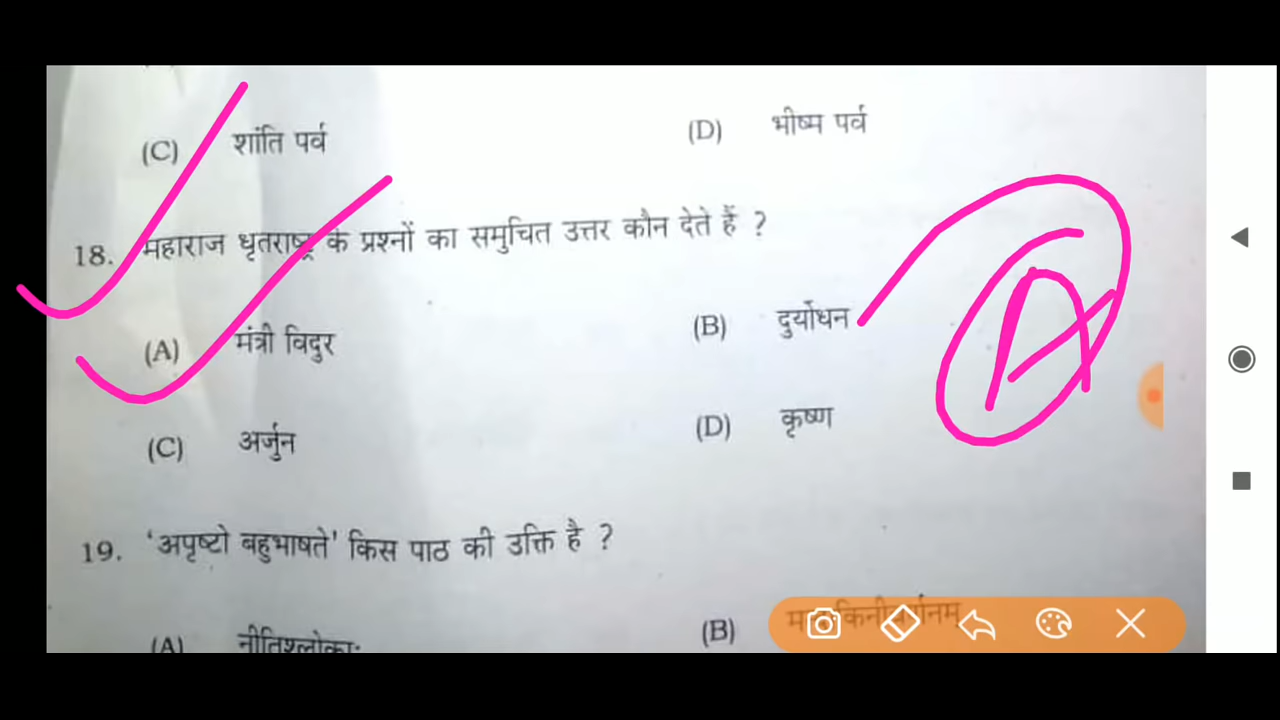 (C) शांति पर्व (D) भीष्म पर्व
18. महाराज धृतराष्ट्र के प्रश्नों का समुचित उत्तर कौन देते हैं ?
(A) मंत्री विदुर (B) दुर्योधन
A
(C) अर्जुन (D) कृष्ण
19. 'अपृष्टो बहुभाषते' किस पाठ की उक्ति है ?
(A) नीतिश्लोकाः (B)